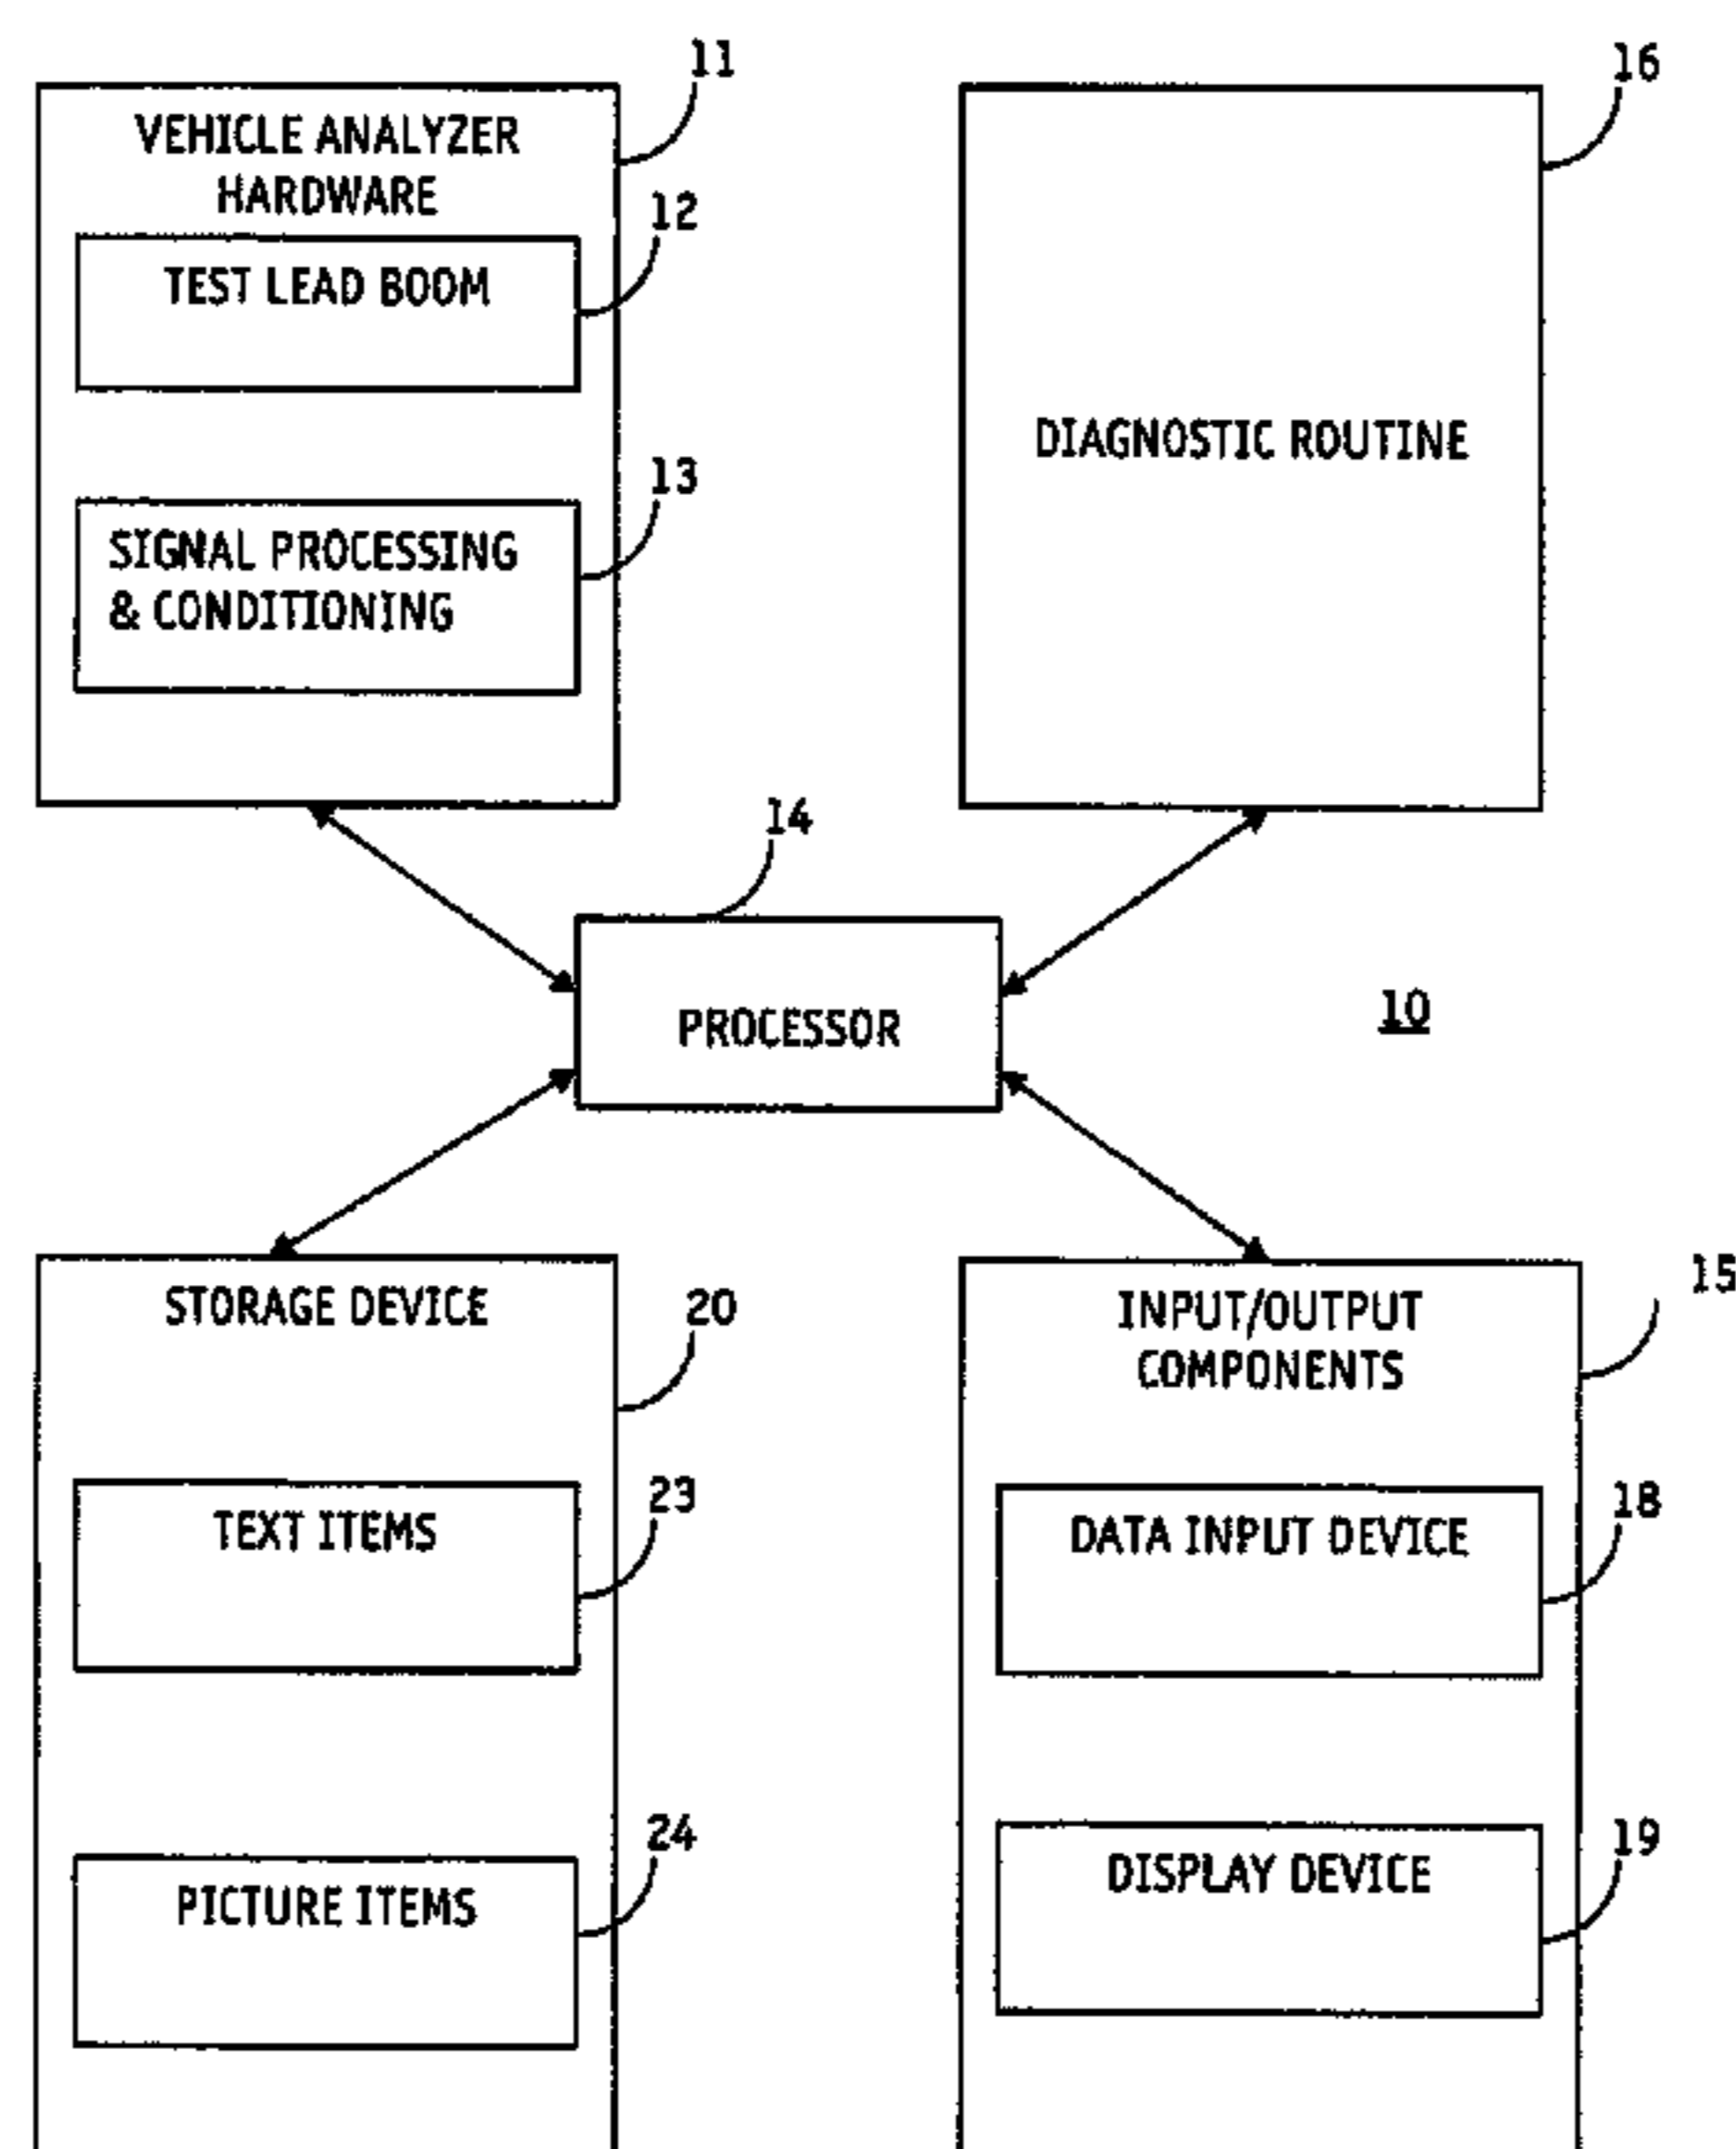 11
VEHICLE ANALYZER
HARDWARE
12
TEST LEAD BOOM
13
SIGNAL PROCESSING
& CONDITIONING
16
DIAGNOSTIC ROUTINE
14
PROCESSOR
10
STORAGE DEVICE
20
TEXT ITEMS
23
PICTURE ITEMS
24
15
INPUT/OUTPUT
COMPONENTS
DATA INPUT DEVICE
18
DISPLAY DEVICE
19